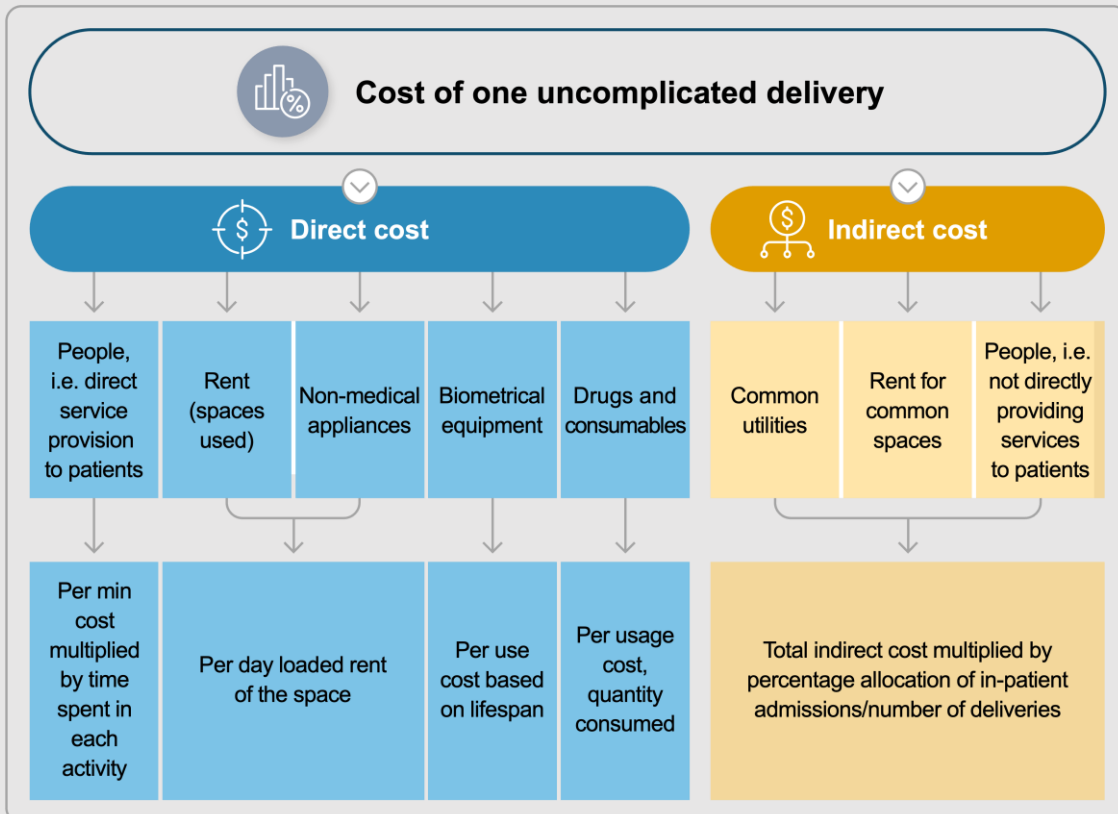 Cost of one uncomplicated delivery
Direct cost
Indirect cost
People,
i.e. direct
service
provision
to patients
Rent
(spaces
used)
Non-medical
appliances
Biometrical
equipment
Drugs and
consumables
Common
utilities
Rent for
common
spaces
People, i.e.
not directly
providing
services
to patients
Per min
cost
multiplied
by time
spent in
each
activity
Per day loaded rent
of the space
Per use
cost based
on lifespan
Per usage
cost,
quantity
consumed
Total indirect cost multiplied by
percentage allocation of in-patient
admissions/number of deliveries